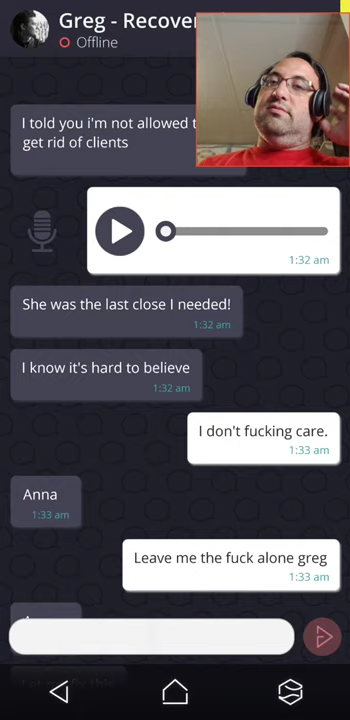 Greg - Recover
Offline
I told you i'm not allowed t
get rid of clients
1:32 am
She was the last close I needed!
1:32 am
I know it's hard to believe
1:32 am
I don't fucking care.
1:33 am
Anna
1:33 am
Leave me the fuck alone greg
1:33 am